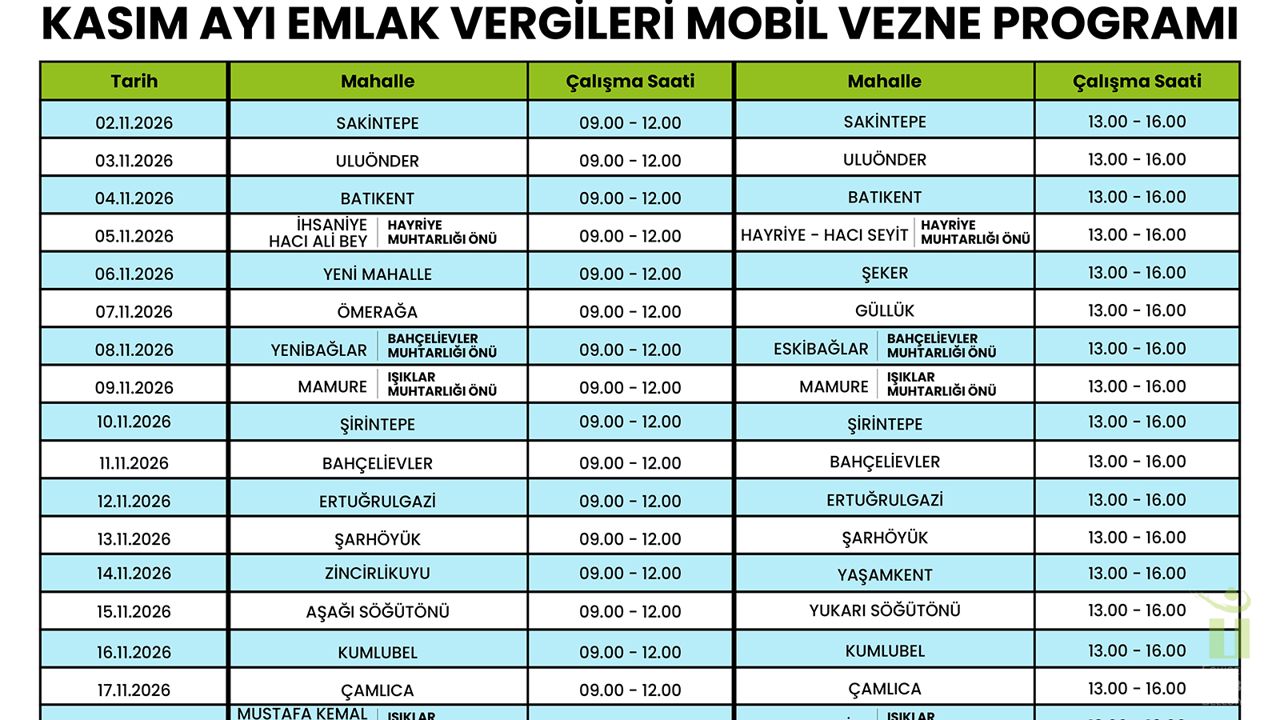 KASIM AYI EMLAK VERGİLERİ MOBİL VEZNE PROGRAMI
Tarih Mahalle Çalışma Saati Mahalle Çalışma Saati
02.11.2026 SAKİNTEPE 09.00 - 12.00 SAKİNTEPE 13.00 - 16.00
03.11.2026 ULUÖNDER 09.00 - 12.00 ULUÖNDER 13.00 - 16.00
04.11.2026 BATIKENT 09.00 - 12.00 BATIKENT 13.00 - 16.00
05.11.2026 İHSANİYE HACI ALİ BEY HAYRİYE MUHTARLIĞI ÖNÜ 09.00 - 12.00 HAYRİYE - HACI SEYİT HAYRİYE MUHTARLIĞI ÖNÜ 13.00 - 16.00
06.11.2026 YENİ MAHALLE 09.00 - 12.00 ŞEKER 13.00 - 16.00
07.11.2026 ÖMERAĞA 09.00 - 12.00 GÜLLÜK 13.00 - 16.00
08.11.2026 YENİBAĞLAR BAHÇELİEVLER MUHTARLIĞI ÖNÜ 09.00 - 12.00 ESKİBAĞLAR BAHÇELİEVLER MUHTARLIĞI ÖNÜ 13.00 - 16.00
09.11.2026 MAMURE IŞIKLAR MUHTARLIĞI ÖNÜ 09.00 - 12.00 MAMURE IŞIKLAR MUHTARLIĞI ÖNÜ 13.00 - 16.00
10.11.2026 ŞİRİNTEPE 09.00 - 12.00 ŞİRİNTEPE 13.00 - 16.00
11.11.2026 BAHÇELİEVLER 09.00 - 12.00 BAHÇELİEVLER 13.00 - 16.00
12.11.2026 ERTUĞRULGAZİ 09.00 - 12.00 ERTUĞRULGAZİ 13.00 - 16.00
13.11.2026 ŞARHÖYÜK 09.00 - 12.00 ŞARHÖYÜK 13.00 - 16.00
14.11.2026 ZİNCİRLİKUYU 09.00 - 12.00 YAŞAMKENT 13.00 - 16.00
15.11.2026 AŞAĞI SÖĞÜTÖNÜ 09.00 - 12.00 YUKARI SÖĞÜTÖNÜ 13.00 - 16.00
16.11.2026 KUMLUBEL 09.00 - 12.00 KUMLUBEL 13.00 - 16.00
17.11.2026 ÇAMLICA 09.00 - 12.00 ÇAMLICA 13.00 - 16.00
MUSTAFA KEMAL IŞIKLAR IŞIKLAR